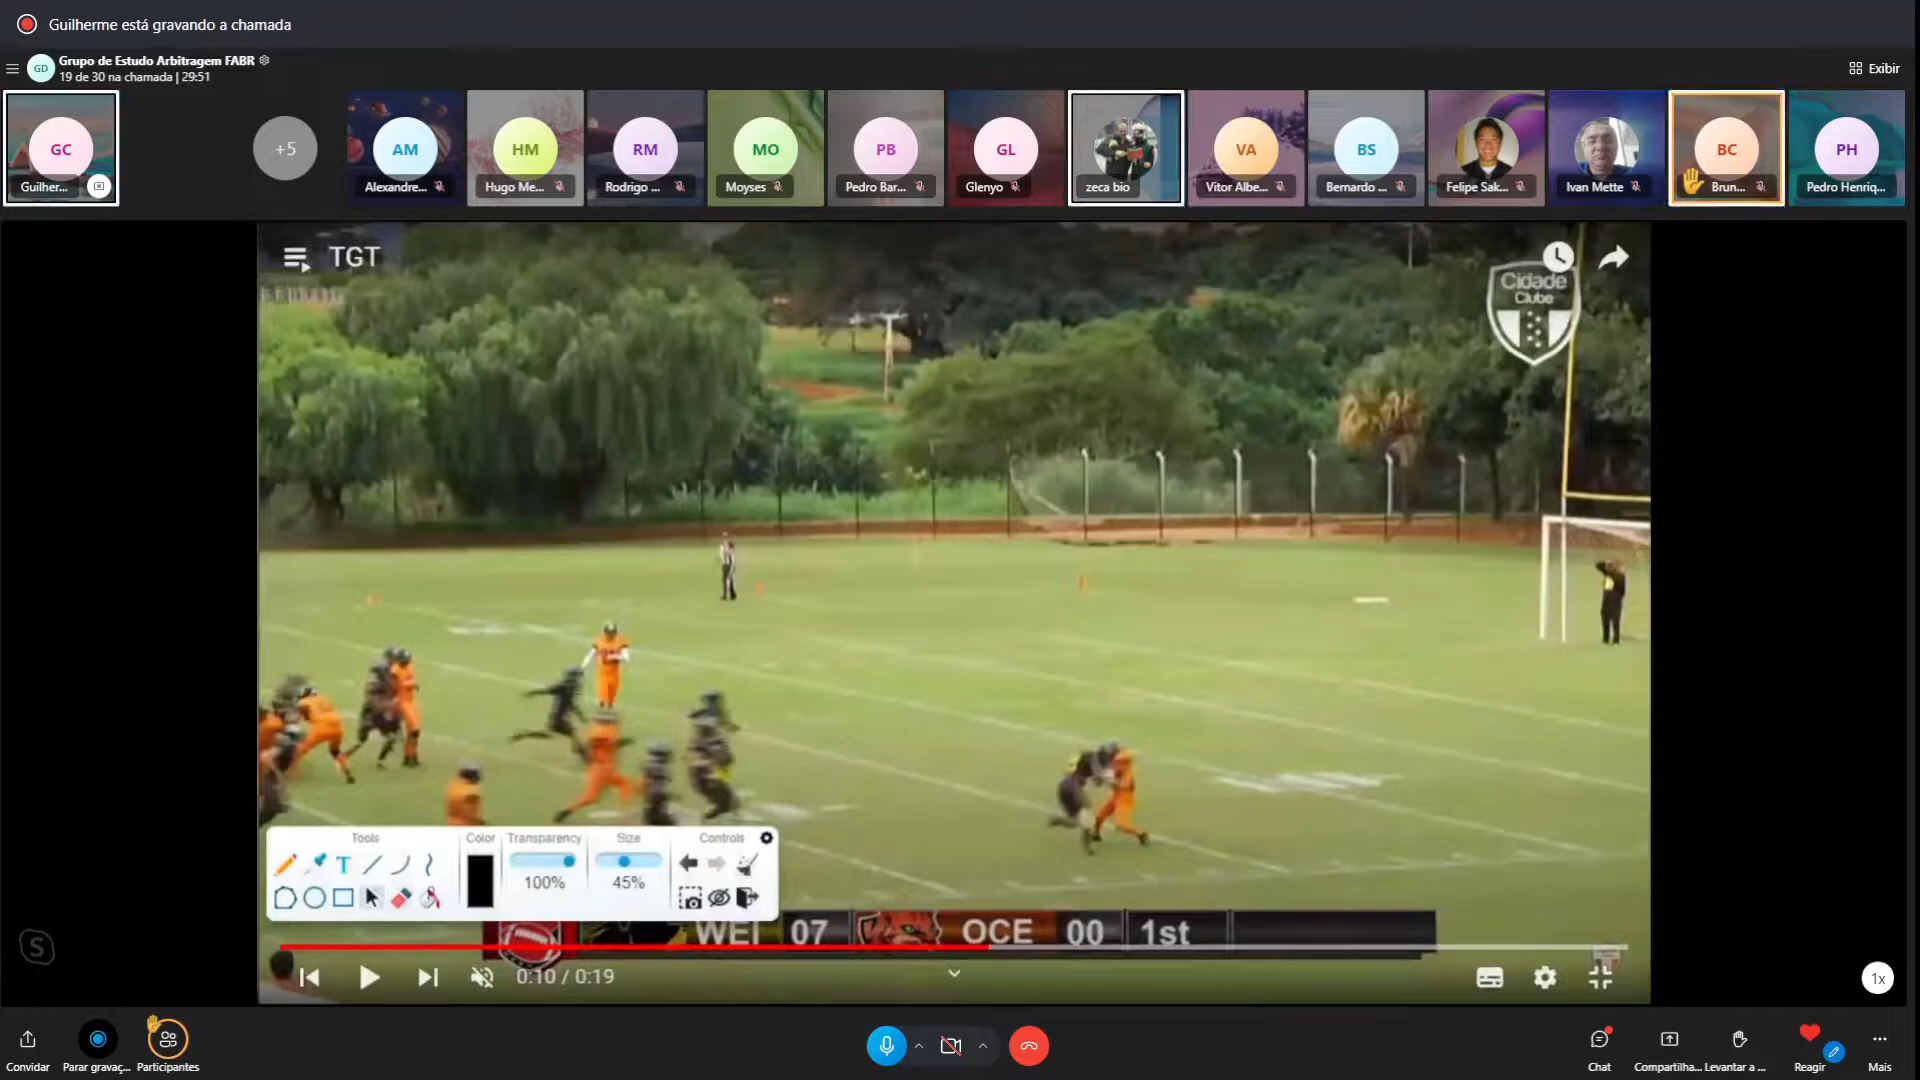 Guilherme está gravando a chamada
GD
Grupo de Estudo Arbitragem FABR
19 de 30 na chamada | 29:51
Exibir
GC
Guilher...
+5
AM
Alexandre...
HM
Hugo Me...
RM
Rodrigo ...
MO
Moyses
PB
Pedro Bar...
GL
Glenyo
zeca bio
VA
Vitor Albe...
BS
Bernardo ...
Felipe Sak...
Ivan Mette
BC
Brun...
PH
Pedro Henriq...
TGT
Cidade
Clube
Tools
Color
Transparency
Size
Controls
T
100%
45%
WEI 07 OCE 00 1st
0:10 / 0:19
S
1x
Convidar
Parar gravaç...
Participantes
Chat
Compartilha...
Levantar a ...
Reagir
Mais